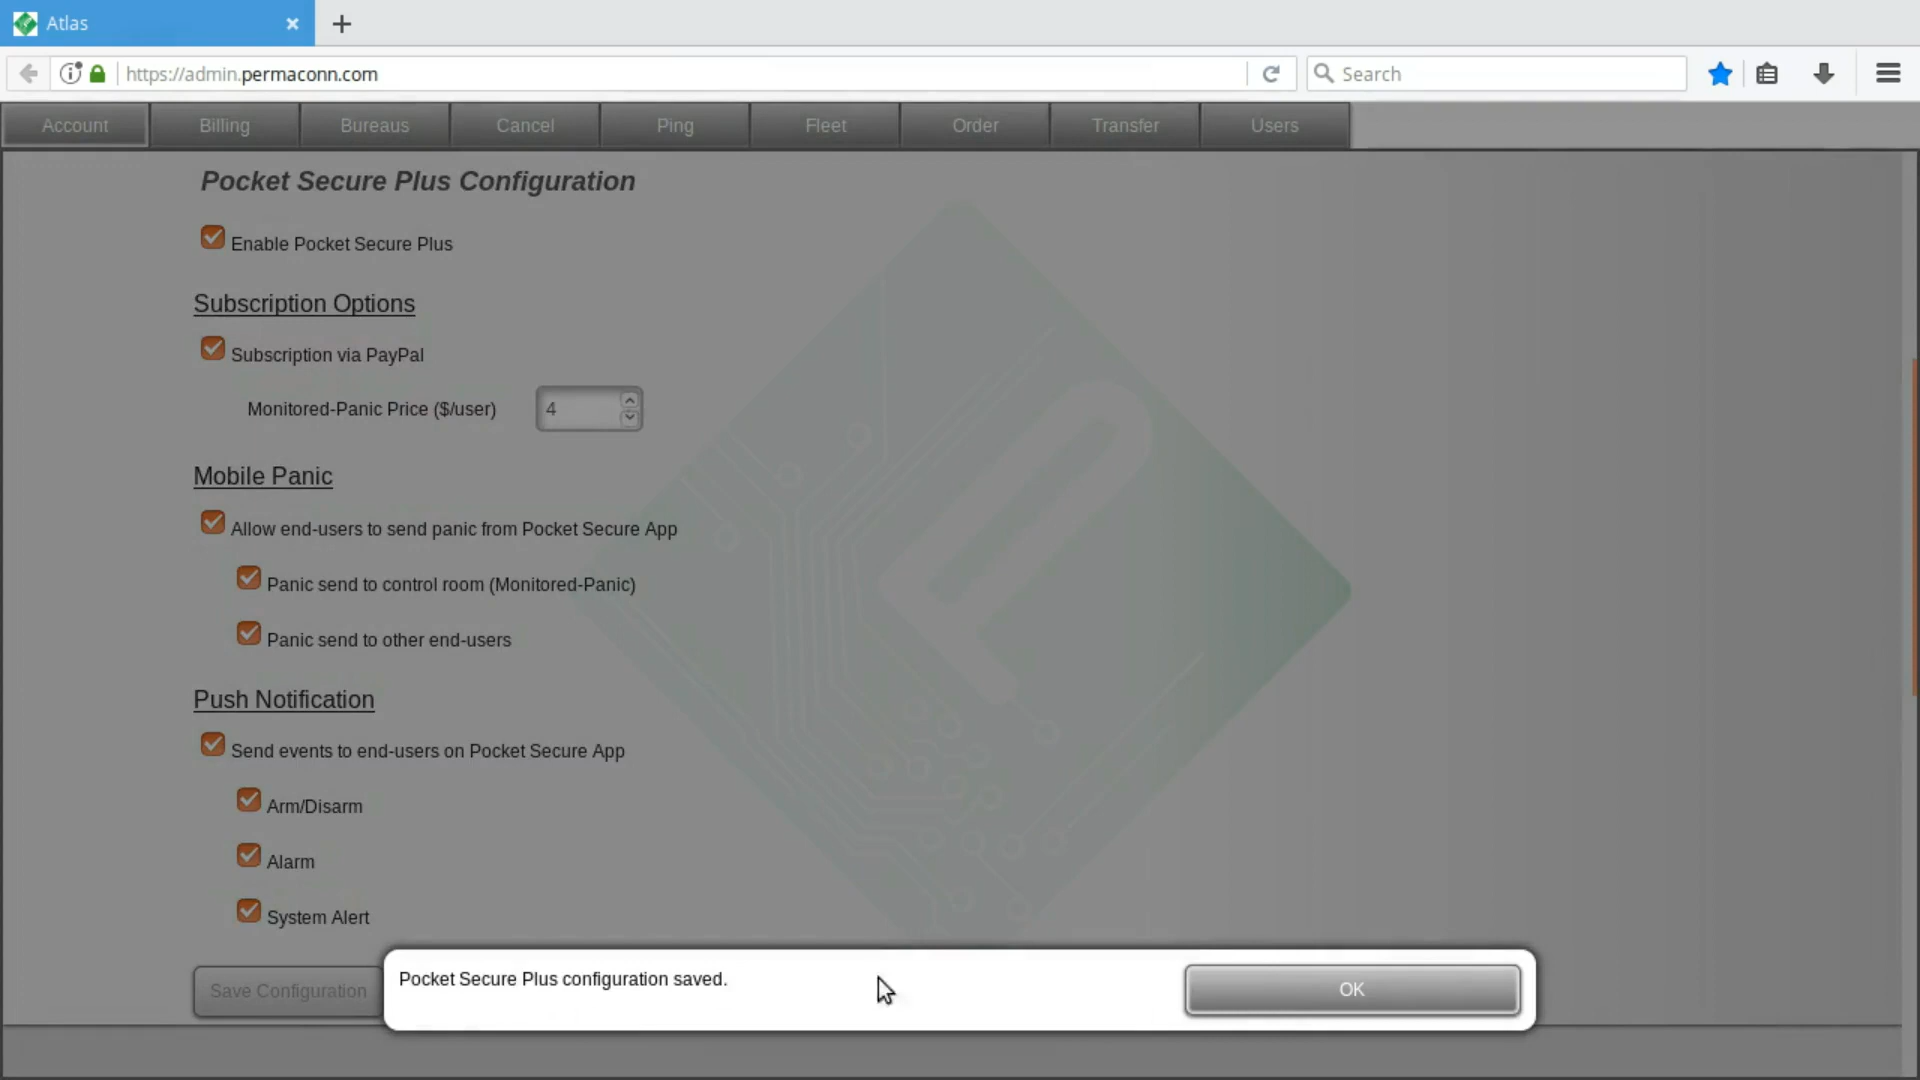 Atlas
https://admin.permaconn.com
Search
Account Billing Bureaus Cancel Ping Fleet Order Transfer Users
Pocket Secure Plus Configuration
Enable Pocket Secure Plus
Subscription Options
Subscription via PayPal
Monitored-Panic Price ($/user) 4
Mobile Panic
Allow end-users to send panic from Pocket Secure App
Panic send to control room (Monitored-Panic)
Panic send to other end-users
Push Notification
Send events to end-users on Pocket Secure App
Arm/Disarm
Alarm
System Alert
Save Configuration
Pocket Secure Plus configuration saved.
OK